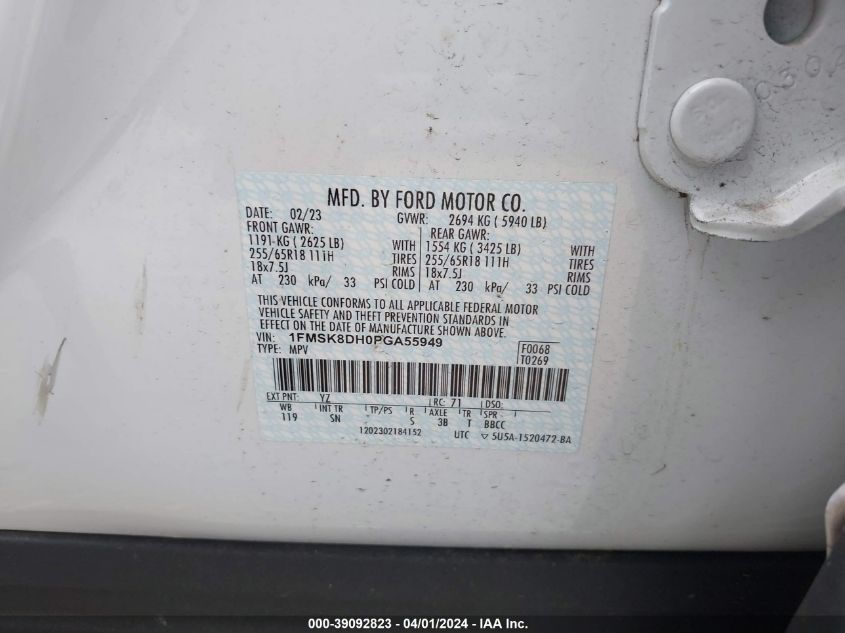 MFD. BY FORD MOTOR CO.
DATE: 02/23 GVWR: 2694 KG ( 5940 LB)
FRONT GAWR: REAR GAWR:
1191-KG ( 2625 LB) WITH 1554 KG ( 3425 LB) WITH
255/65R18 111H TIRES 255/65R18 111H TIRES
18x7.5J RIMS 18x7.5J RIMS
AT 230 kPa/ 33 PSI COLD AT 230 kPa/ 33 PSI COLD
THIS VEHICLE CONFORMS TO ALL APPLICABLE FEDERAL MOTOR
VEHICLE SAFETY AND THEFT PREVENTION STANDARDS IN
EFFECT ON THE DATE OF MANUFACTURE SHOWN ABOVE.
VIN: 1FMSK8DH0PGA55949 F0068
TYPE: MPV T0269
EXT PNT: YZ RC: 71 DSO:
WB INT TR TP/PS R AXLE TR SPR
119 SN S 3B T BBCC
1202302184152 UTC ▽ 5U5A-1520472-BA
000-39092823 - 04/01/2024 - IAA Inc.